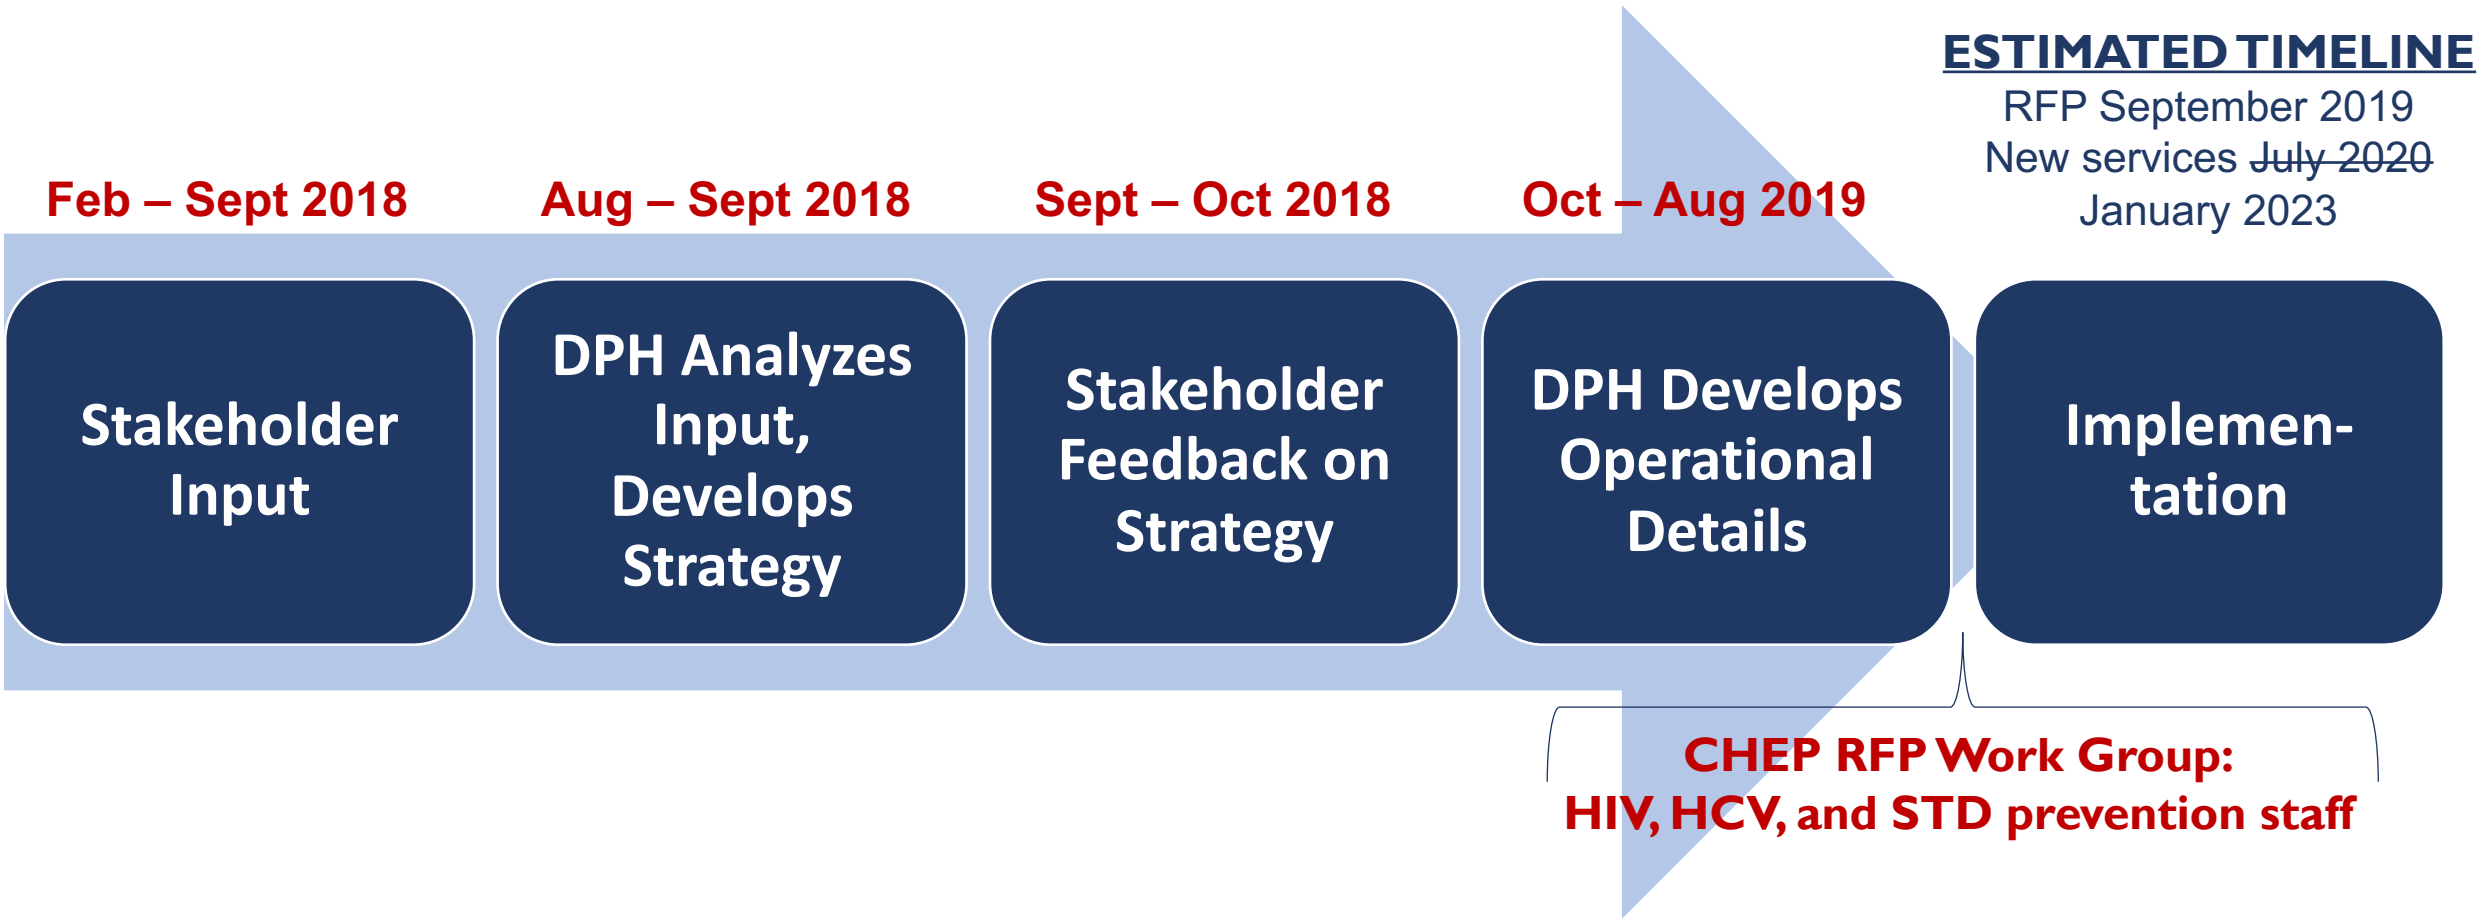 ESTIMATED TIMELINE
RFP September 2019
New services July 2020
January 2023
Feb – Sept 2018
Aug – Sept 2018
Sept – Oct 2018
Oct – Aug 2019
Stakeholder
Input
DPH Analyzes
Input,
Develops
Strategy
Stakeholder
Feedback on
Strategy
DPH Develops
Operational
Details
Implemen-
tation
CHEP RFP Work Group:
HIV, HCV, and STD prevention staff